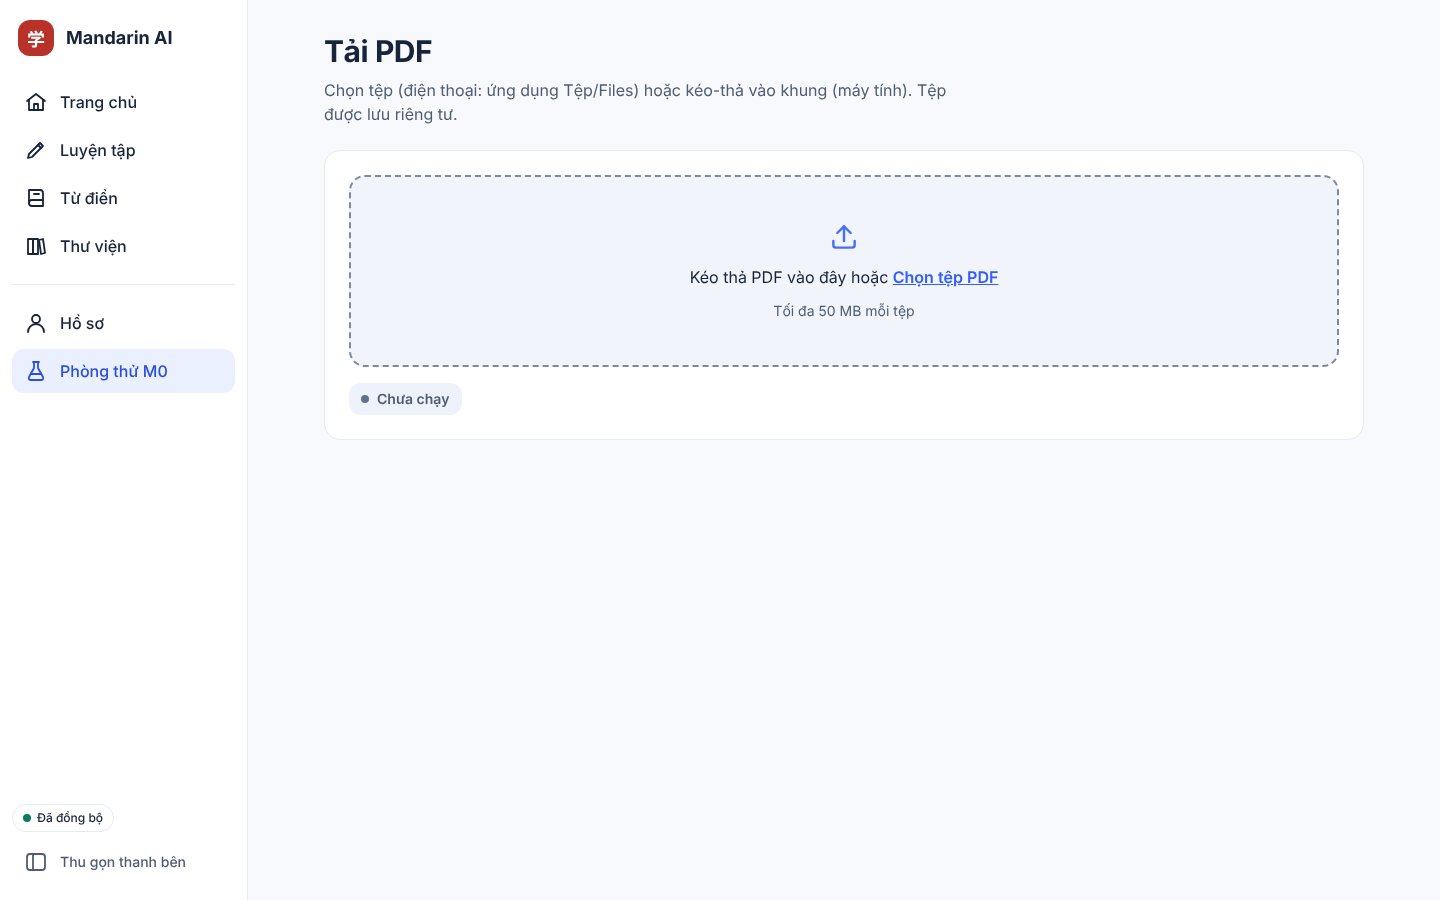 学 Mandarin AI
Trang chủ
Luyện tập
Từ điển
Thư viện
Hồ sơ
Phòng thử M0
Đã đồng bộ
Thu gọn thanh bên
Tải PDF
Chọn tệp (điện thoại: ứng dụng Tệp/Files) hoặc kéo-thả vào khung (máy tính). Tệp
được lưu riêng tư.
Kéo thả PDF vào đây hoặc Chọn tệp PDF
Tối đa 50 MB mỗi tệp
Chưa chạy